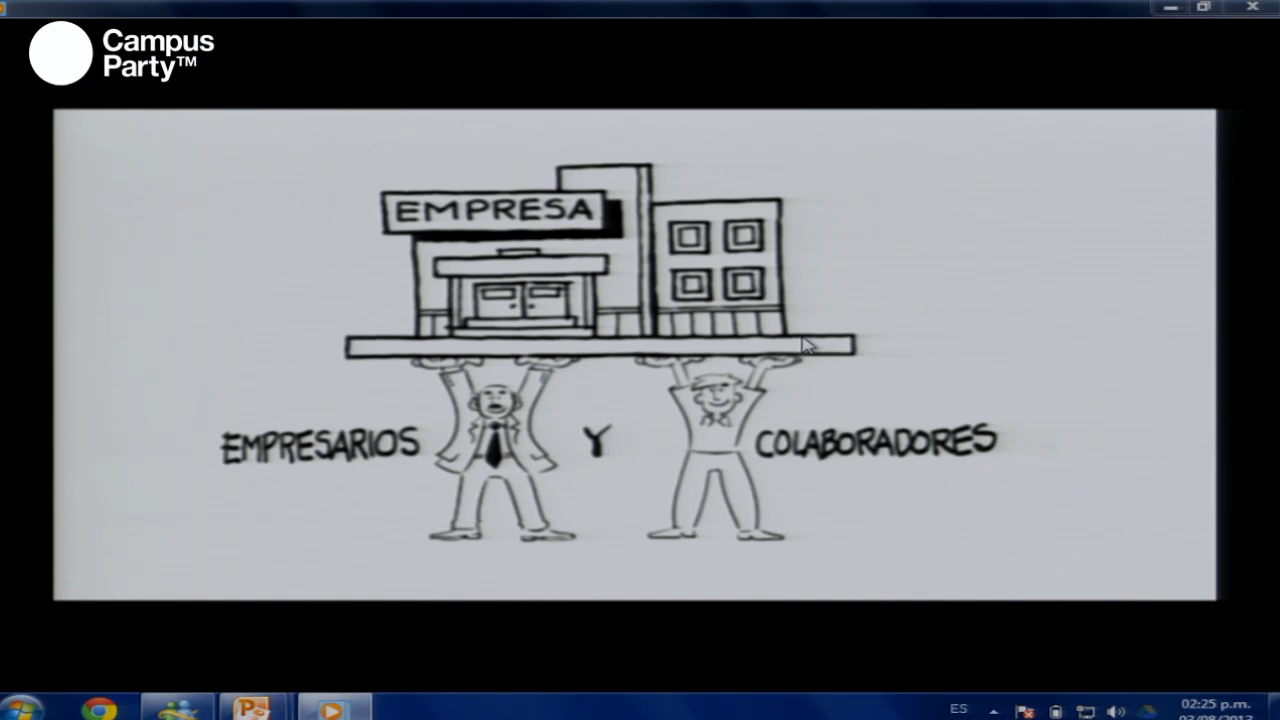 Campus
Party™
EMPRESA
EMPRESARIOS Y COLABORADORES
ES
02:25 p.m.